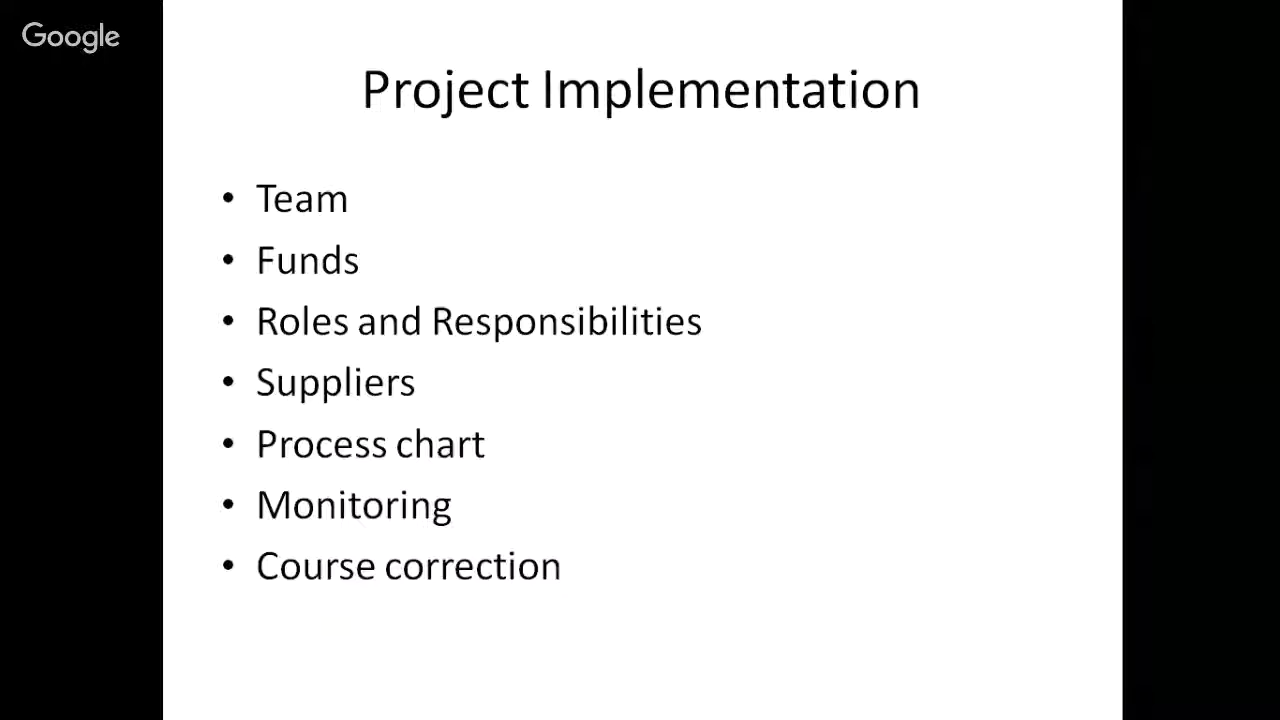 Google
Project Implementation
• Team
• Funds
• Roles and Responsibilities
• Suppliers
• Process chart
• Monitoring
• Course correction